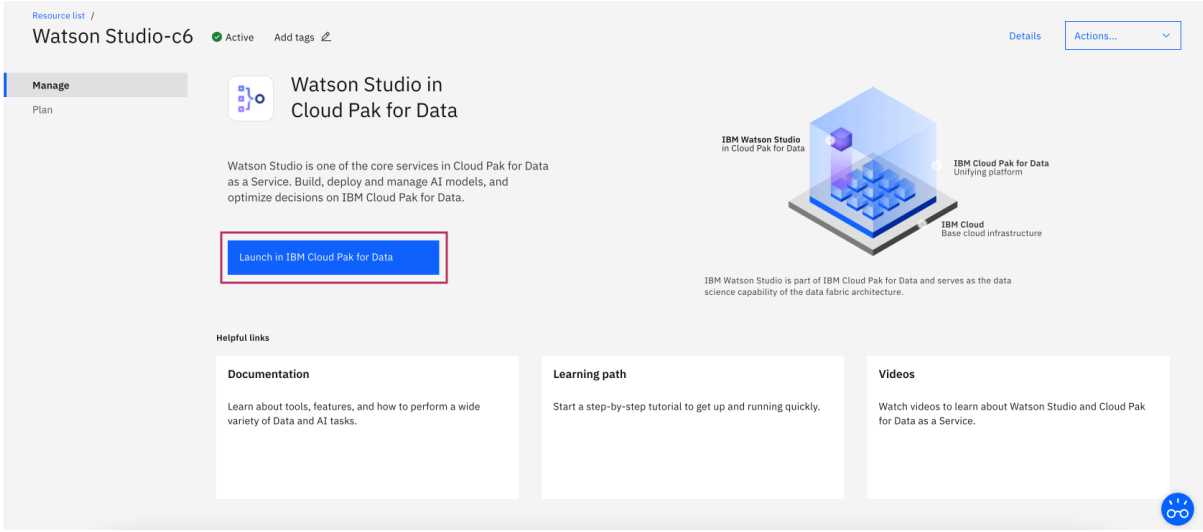 Resource list /
Watson Studio-c6
Active
Add tags
Details
Actions...
Manage
Plan
Watson Studio in
Cloud Pak for Data
Watson Studio is one of the core services in Cloud Pak for Data
as a Service. Build, deploy and manage AI models, and
optimize decisions on IBM Cloud Pak for Data.
Launch in IBM Cloud Pak for Data
IBM Watson Studio
in Cloud Pak for Data
IBM Cloud Pak for Data
Unifying platform
IBM Cloud
Base cloud infrastructure
IBM Watson Studio is part of IBM Cloud Pak for Data and serves as the data
science capability of the data fabric architecture.
Helpful links
Documentation
Learn about tools, features, and how to perform a wide
variety of Data and AI tasks.
Learning path
Start a step-by-step tutorial to get up and running quickly.
Videos
Watch videos to learn about Watson Studio and Cloud Pak
for Data as a Service.